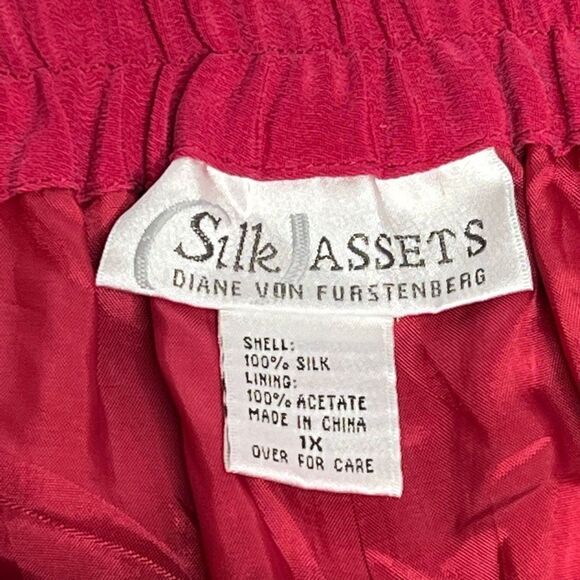 Silk ASSETS
DIANE VON FURSTENBERG
SHELL:
100% SILK
LINING:
100% ACETATE
MADE IN CHINA
1X
OVER FOR CARE